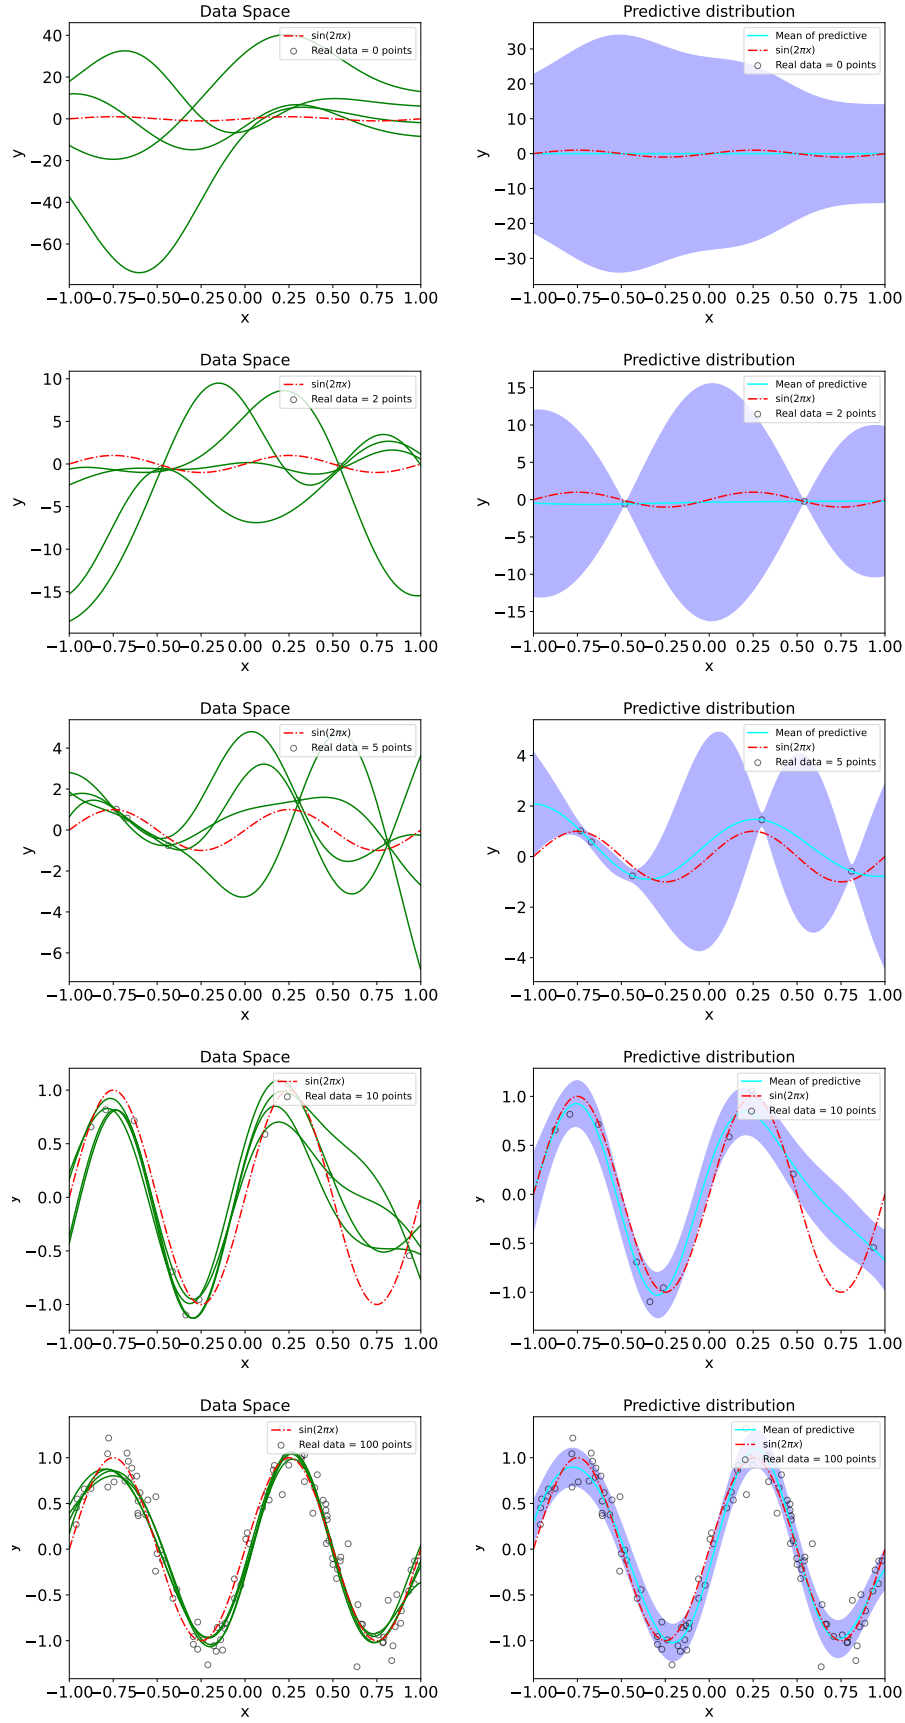 Data Space
sin(2πx)
Real data = 0 points
40
20
0
−20
−40
−60
y
−1.00 −0.75 −0.50 −0.25 0.00 0.25 0.50 0.75 1.00
x
Predictive distribution
Mean of predictive
sin(2πx)
Real data = 0 points
30
20
10
0
−10
−20
−30
y
−1.00 −0.75 −0.50 −0.25 0.00 0.25 0.50 0.75 1.00
x
Data Space
sin(2πx)
Real data = 2 points
10
5
0
−5
−10
−15
y
−1.00 −0.75 −0.50 −0.25 0.00 0.25 0.50 0.75 1.00
x
Predictive distribution
Mean of predictive
sin(2πx)
Real data = 2 points
15
10
5
0
−5
−10
−15
y
−1.00 −0.75 −0.50 −0.25 0.00 0.25 0.50 0.75 1.00
x
Data Space
sin(2πx)
Real data = 5 points
4
2
0
−2
−4
−6
y
−1.00 −0.75 −0.50 −0.25 0.00 0.25 0.50 0.75 1.00
x
Predictive distribution
Mean of predictive
sin(2πx)
Real data = 5 points
4
2
0
−2
−4
y
−1.00 −0.75 −0.50 −0.25 0.00 0.25 0.50 0.75 1.00
x
Data Space
sin(2πx)
Real data = 10 points
1.0
0.5
0.0
−0.5
−1.0
y
−1.00 −0.75 −0.50 −0.25 0.00 0.25 0.50 0.75 1.00
x
Predictive distribution
Mean of predictive
sin(2πx)
Real data = 10 points
1.0
0.5
0.0
−0.5
−1.0
y
−1.00 −0.75 −0.50 −0.25 0.00 0.25 0.50 0.75 1.00
x
Data Space
sin(2πx)
Real data = 100 points
1.0
0.5
0.0
−0.5
−1.0
y
−1.00 −0.75 −0.50 −0.25 0.00 0.25 0.50 0.75 1.00
x
Predictive distribution
Mean of predictive
sin(2πx)
Real data = 100 points
1.0
0.5
0.0
−0.5
−1.0
y
−1.00 −0.75 −0.50 −0.25 0.00 0.25 0.50 0.75 1.00
x